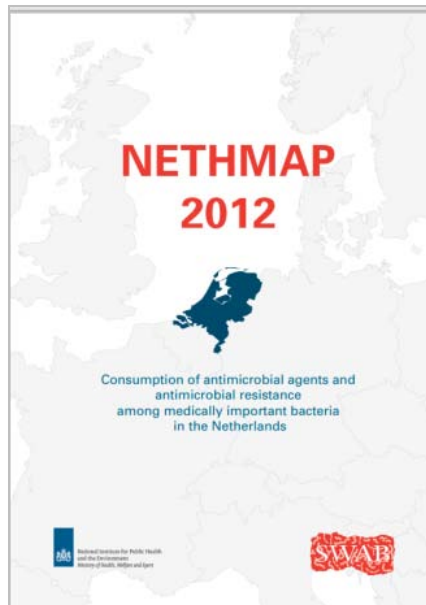 NETHMAP
2012
Consumption of antimicrobial agents and
antimicrobial resistance
among medically important bacteria
in the Netherlands
National Institute for Public Health
and the Environment
Ministry of Health, Welfare and Sport
SWAB